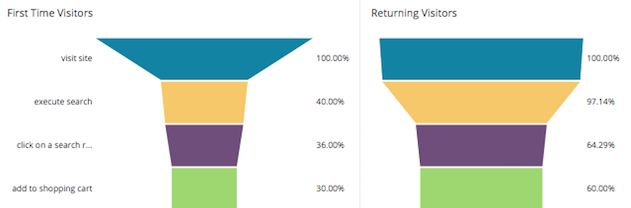 First Time Visitors
Returning Visitors
visit site
100.00%
100.00%
execute search
40.00%
97.14%
click on a search r...
36.00%
64.29%
add to shopping cart
30.00%
60.00%